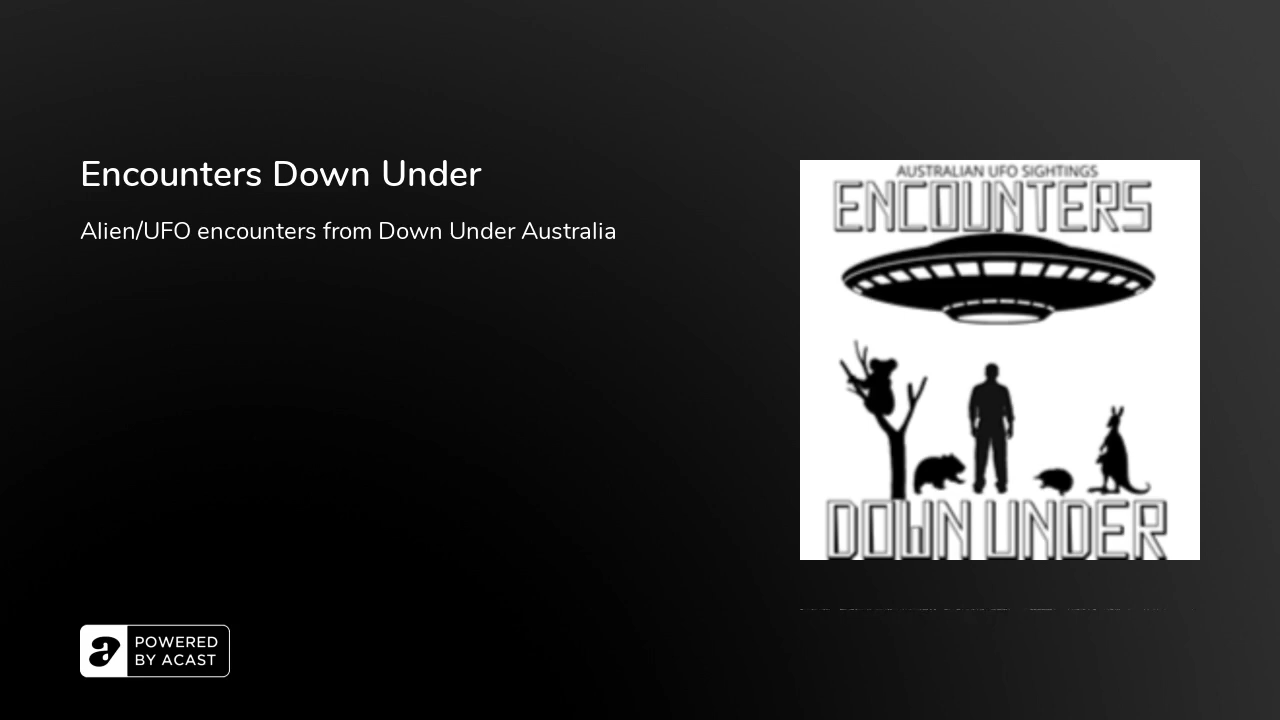 Encounters Down Under
Alien/UFO encounters from Down Under Australia
AUSTRALIAN UFO SIGHTINGS
ENCOUNTERS
DOWN UNDER
POWERED
BY ACAST